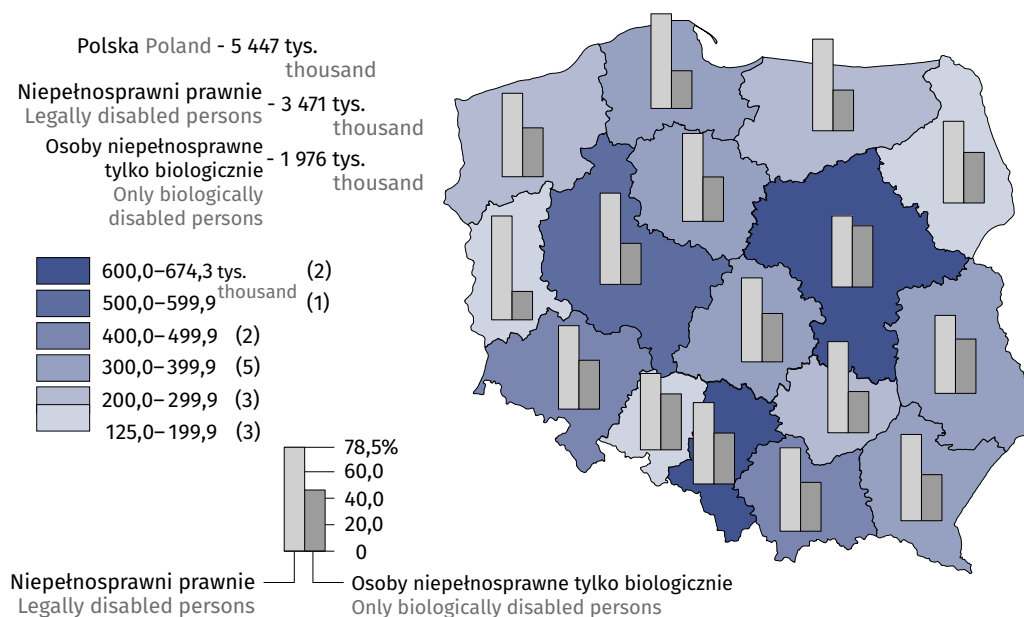 Polska Poland - 5 447 tys.
thousand
Niepełnosprawni prawnie - 3 471 tys.
Legally disabled persons thousand
Osoby niepełnosprawne
tylko biologicznie - 1 976 tys.
Only biologically thousand
disabled persons
600,0–674,3 tys. (2)
thousand
500,0–599,9 (1)
400,0–499,9 (2)
300,0–399,9 (5)
200,0–299,9 (3)
125,0–199,9 (3)
78,5%
60,0
40,0
20,0
0
Niepełnosprawni prawnie
Legally disabled persons
Osoby niepełnosprawne tylko biologicznie
Only biologically disabled persons